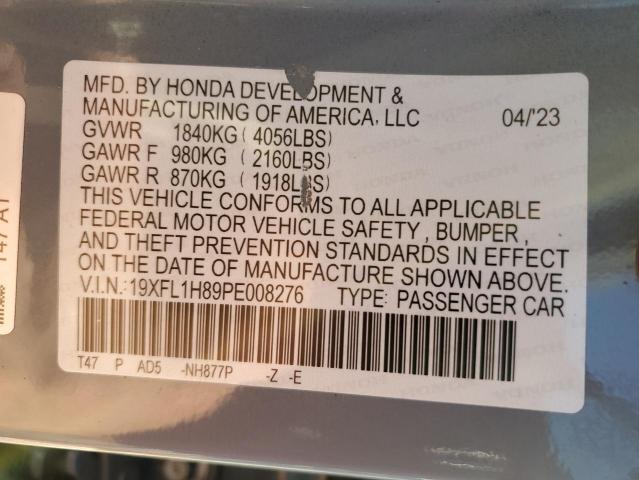 MFD. BY HONDA DEVELOPMENT &
MANUFACTURING OF AMERICA, LLC 04/'23
GVWR 1840KG ( 4056LBS)
GAWR F 980KG ( 2160LBS)
GAWR R 870KG ( 1918LBS)
THIS VEHICLE CONFORMS TO ALL APPLICABLE
FEDERAL MOTOR VEHICLE SAFETY, BUMPER,
AND THEFT PREVENTION STANDARDS IN EFFECT
ON THE DATE OF MANUFACTURE SHOWN ABOVE.
V.I.N.:19XFL1H89PE008276 TYPE: PASSENGER CAR
T47 P AD5 -NH877P -Z -E